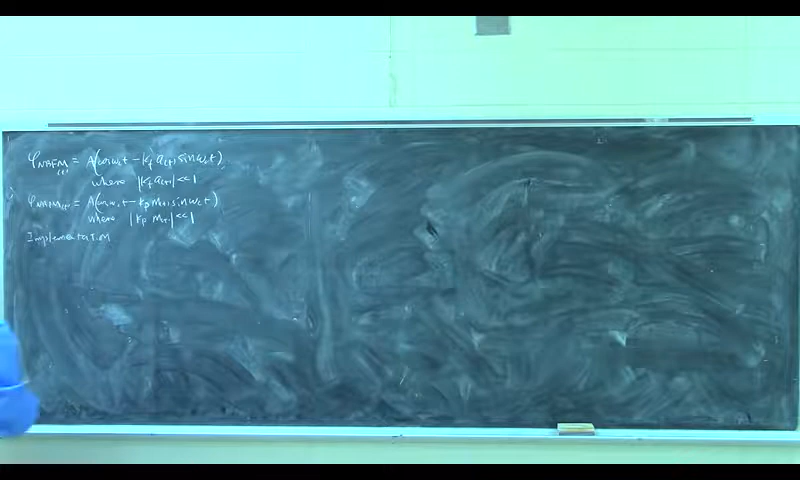 φNBFM(t) = A(cosωct − kf a(t) sinωct)
where |kf a(t)| << 1
φNBPM(t) = A(cosωct − kp m(t) sinωct)
where |kp m(t)| << 1
Implementation